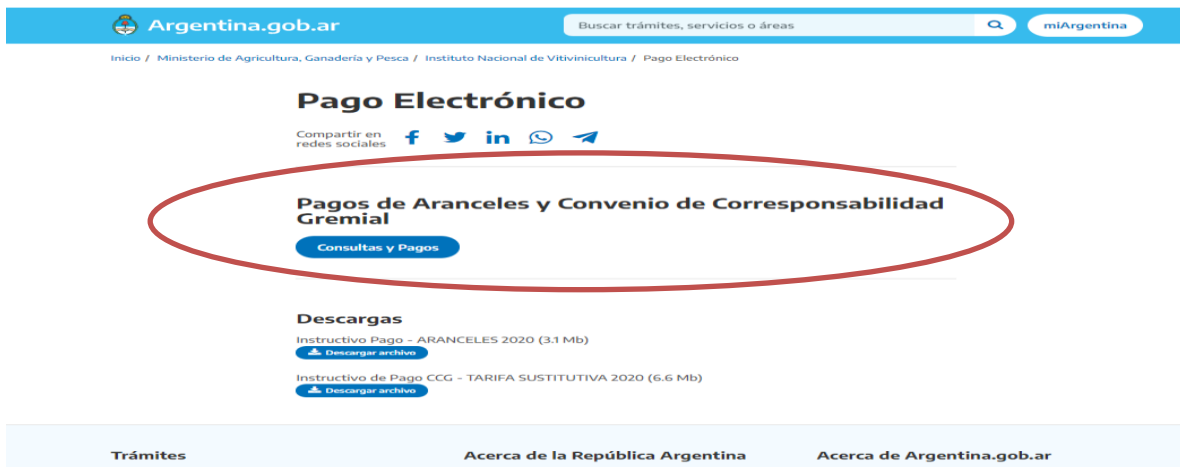 Argentina.gob.ar
Buscar trámites, servicios o áreas
miArgentina
Inicio / Ministerio de Agricultura, Ganadería y Pesca / Instituto Nacional de Vitivinicultura / Pago Electrónico
Pago Electrónico
Compartir en
redes sociales
Pagos de Aranceles y Convenio de Corresponsabilidad
Gremial
Consultas y Pagos
Descargas
Instructivo Pago - ARANCELES 2020 (3.1 Mb)
Descargar archivo
Instructivo de Pago CCG - TARIFA SUSTITUTIVA 2020 (6.6 Mb)
Descargar archivo
Trámites
Acerca de la República Argentina
Acerca de Argentina.gob.ar